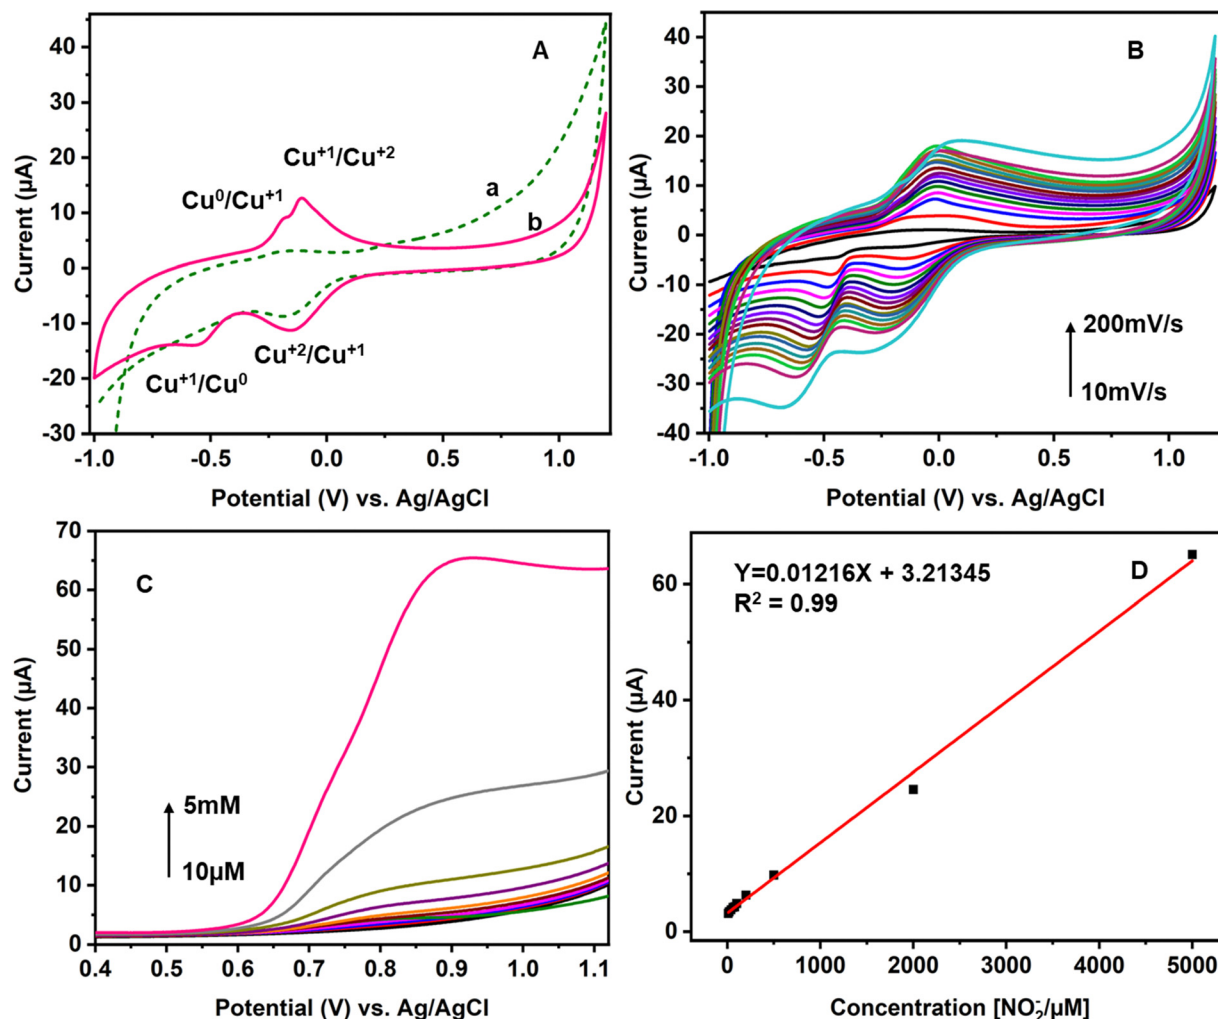 A
Cu⁺¹/Cu⁺²
Cu⁰/Cu⁺¹
a
b
Cu⁺²/Cu⁺¹
Cu⁺¹/Cu⁰
40
30
20
10
0
-10
-20
-30
Current (µA)
-1.0 -0.5 0.0 0.5 1.0
Potential (V) vs. Ag/AgCl
B
200mV/s
10mV/s
40
30
20
10
0
-10
-20
-30
-40
Current (µA)
-1.0 -0.5 0.0 0.5 1.0
Potential (V) vs. Ag/AgCl
C
5mM
10µM
70
60
50
40
30
20
10
0
Current (µA)
0.4 0.5 0.6 0.7 0.8 0.9 1.0 1.1
Potential (V) vs. Ag/AgCl
Y=0.01216X + 3.21345
R² = 0.99
D
60
40
20
0
Current (µA)
0 1000 2000 3000 4000 5000
Concentration [NO₂⁻/µM]